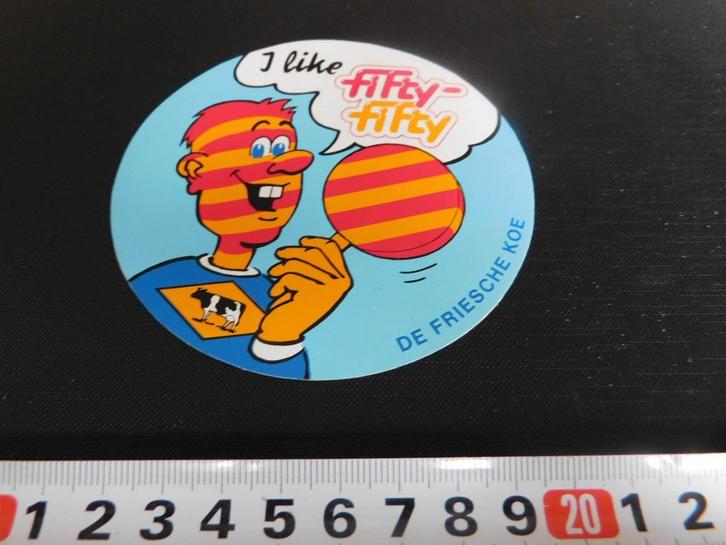 I like
fifty-
fifty
DE FRIESCHE KOE
1 2 3 4 5 6 7 8 9 20 1 2